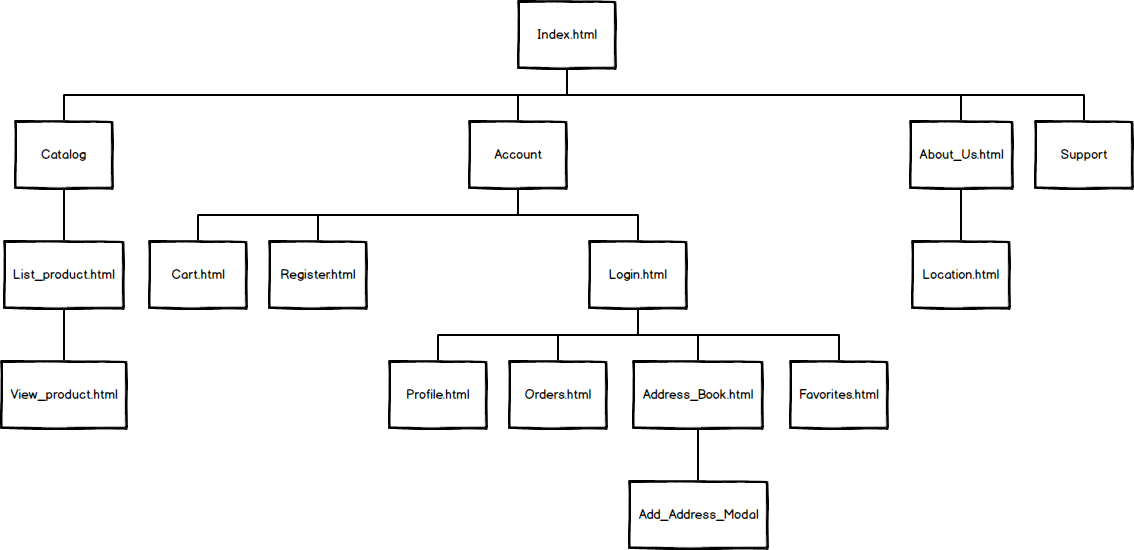 Index.html
Catalog
Account
About_Us.html
Support
List_product.html
Cart.html
Register.html
Login.html
Location.html
View_product.html
Profile.html
Orders.html
Address_Book.html
Favorites.html
Add_Address_Modal